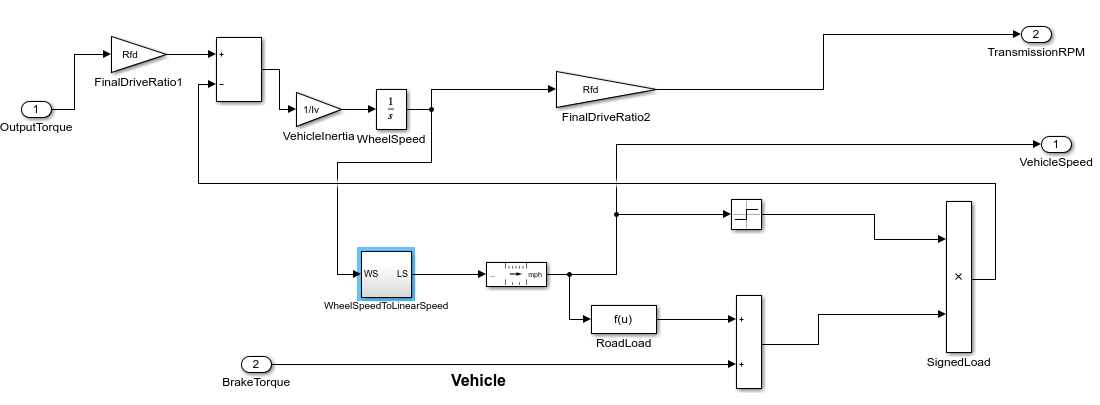 2
TransmissionRPM
Rfd
FinalDriveRatio1
+
−
1
OutputTorque
1/Iv
VehicleInertia
1
s
WheelSpeed
Rfd
FinalDriveRatio2
1
VehicleSpeed
WS LS
WheelSpeedToLinearSpeed
... mph
f(u)
RoadLoad
+
+
×
SignedLoad
2
BrakeTorque
Vehicle